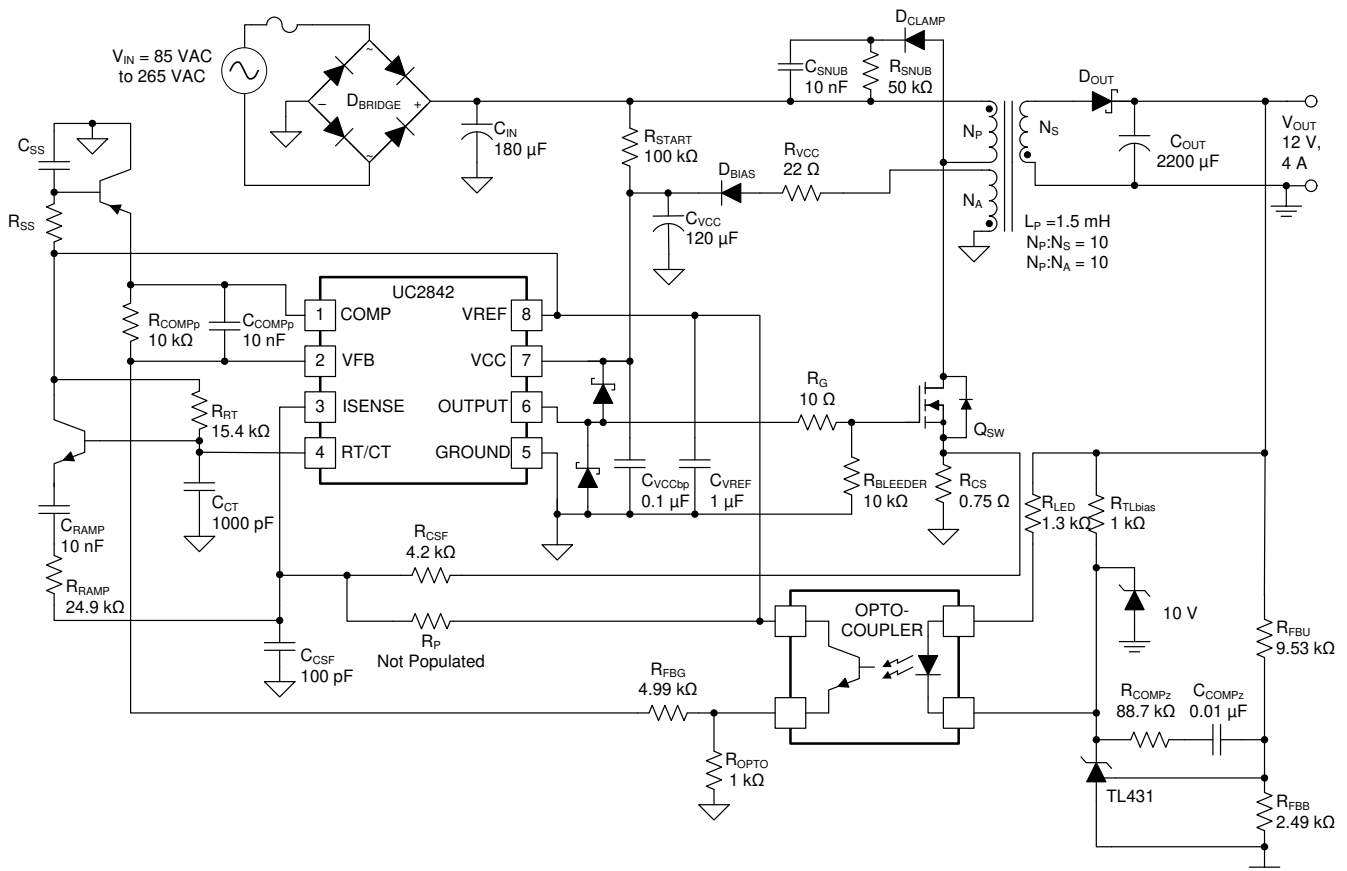 V_IN = 85 VAC
to 265 VAC
D_BRIDGE
~
~
−
+
C_IN
180 µF
D_CLAMP
C_SNUB
10 nF
R_SNUB
50 kΩ
R_START
100 kΩ
D_BIAS
R_VCC
22 Ω
C_VCC
120 µF
N_P
N_S
N_A
L_P =1.5 mH
N_P:N_S = 10
N_P:N_A = 10
D_OUT
C_OUT
2200 µF
V_OUT
12 V,
4 A
C_SS
R_SS
R_COMPp
10 kΩ
C_COMPp
10 nF
UC2842
1 COMP
2 VFB
3 ISENSE
4 RT/CT
VREF 8
VCC 7
OUTPUT 6
GROUND 5
R_RT
15.4 kΩ
C_CT
1000 pF
C_RAMP
10 nF
R_RAMP
24.9 kΩ
C_VCCbp
0.1 µF
C_VREF
1 µF
R_G
10 Ω
R_BLEEDER
10 kΩ
Q_SW
R_CS
0.75 Ω
R_LED
1.3 kΩ
R_TLbias
1 kΩ
R_CSF
4.2 kΩ
R_P
Not Populated
C_CSF
100 pF
OPTO-
COUPLER
10 V
R_FBU
9.53 kΩ
R_FBG
4.99 kΩ
R_OPTO
1 kΩ
R_COMPz
88.7 kΩ
C_COMPz
0.01 µF
TL431
R_FBB
2.49 kΩ